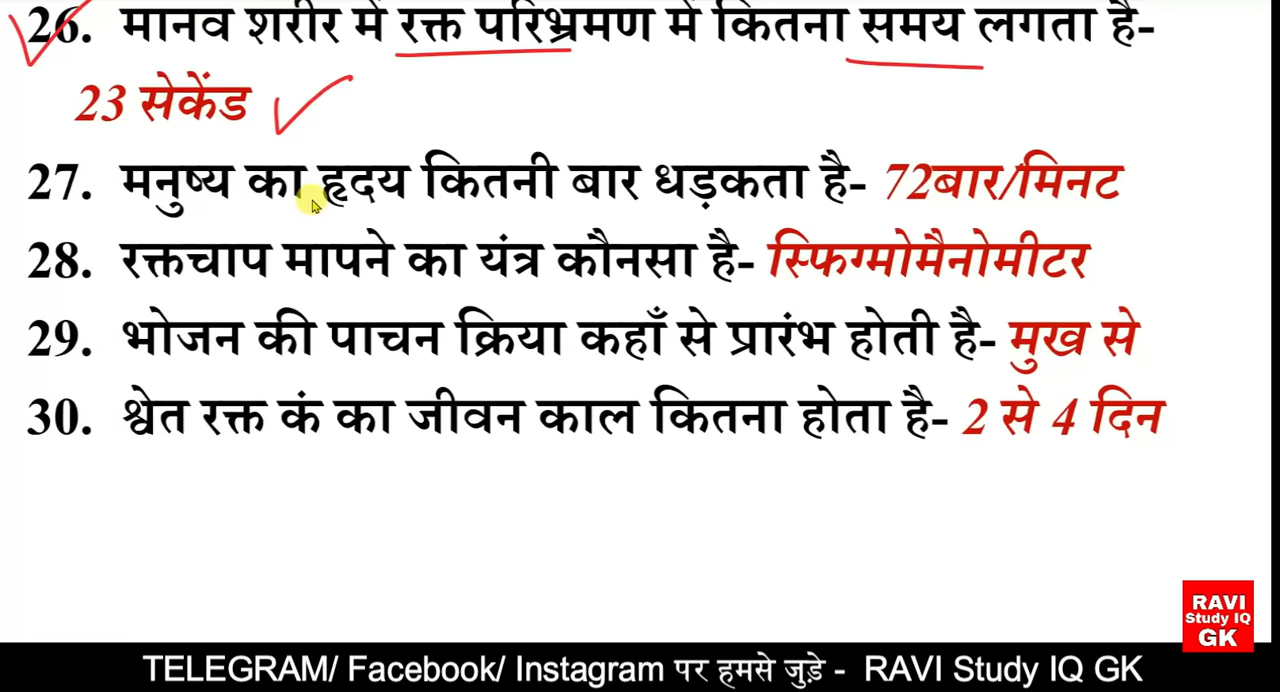 26. मानव शरीर में रक्त परिभ्रमण में कितना समय लगता है-
23 सेकेंड
27. मनुष्य का हृदय कितनी बार धड़कता है- 72बार/मिनट
28. रक्तचाप मापने का यंत्र कौनसा है- स्फिग्मोमैनोमीटर
29. भोजन की पाचन क्रिया कहाँ से प्रारंभ होती है- मुख से
30. श्वेत रक्त कं का जीवन काल कितना होता है- 2 से 4 दिन
RAVI
Study IQ
GK
TELEGRAM/ Facebook/ Instagram पर हमसे जुड़े - RAVI Study IQ GK